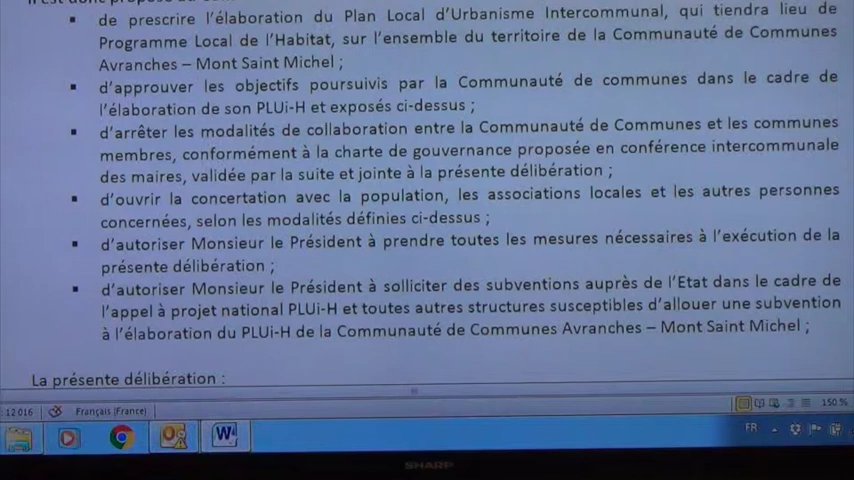 Il est donc proposé au
▪ de prescrire l'élaboration du Plan Local d'Urbanisme Intercommunal, qui tiendra lieu de
Programme Local de l'Habitat, sur l'ensemble du territoire de la Communauté de Communes
Avranches – Mont Saint Michel ;
▪ d'approuver les objectifs poursuivis par la Communauté de communes dans le cadre de
l'élaboration de son PLUi-H et exposés ci-dessus ;
▪ d'arrêter les modalités de collaboration entre la Communauté de Communes et les communes
membres, conformément à la charte de gouvernance proposée en conférence intercommunale
des maires, validée par la suite et jointe à la présente délibération ;
▪ d'ouvrir la concertation avec la population, les associations locales et les autres personnes
concernées, selon les modalités définies ci-dessus ;
▪ d'autoriser Monsieur le Président à prendre toutes les mesures nécessaires à l'exécution de la
présente délibération ;
▪ d'autoriser Monsieur le Président à solliciter des subventions auprès de l'Etat dans le cadre de
l'appel à projet national PLUi-H et toutes autres structures susceptibles d'allouer une subvention
à l'élaboration du PLUi-H de la Communauté de Communes Avranches – Mont Saint Michel ;
La présente délibération :
12 016 Français (France) 150 %
FR
SHARP